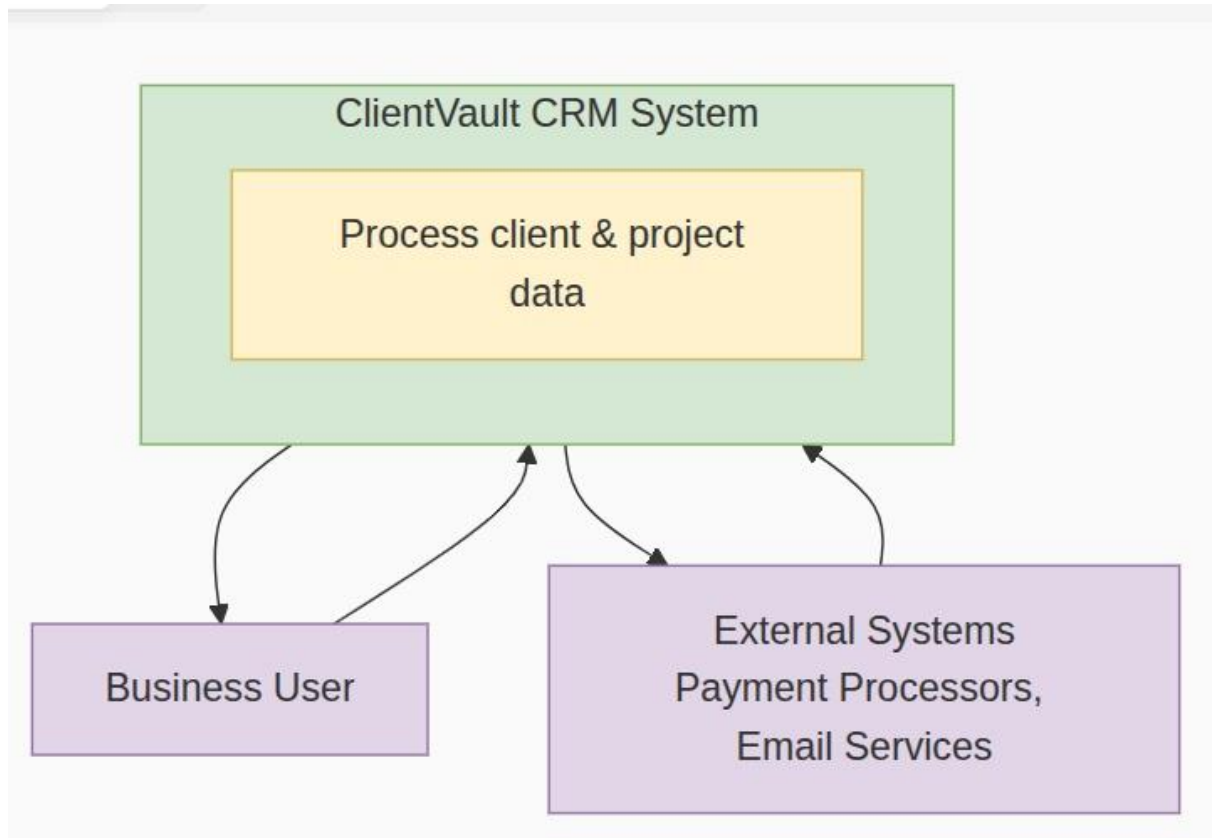 ClientVault CRM System
Process client & project
data
Business User
External Systems
Payment Processors,
Email Services